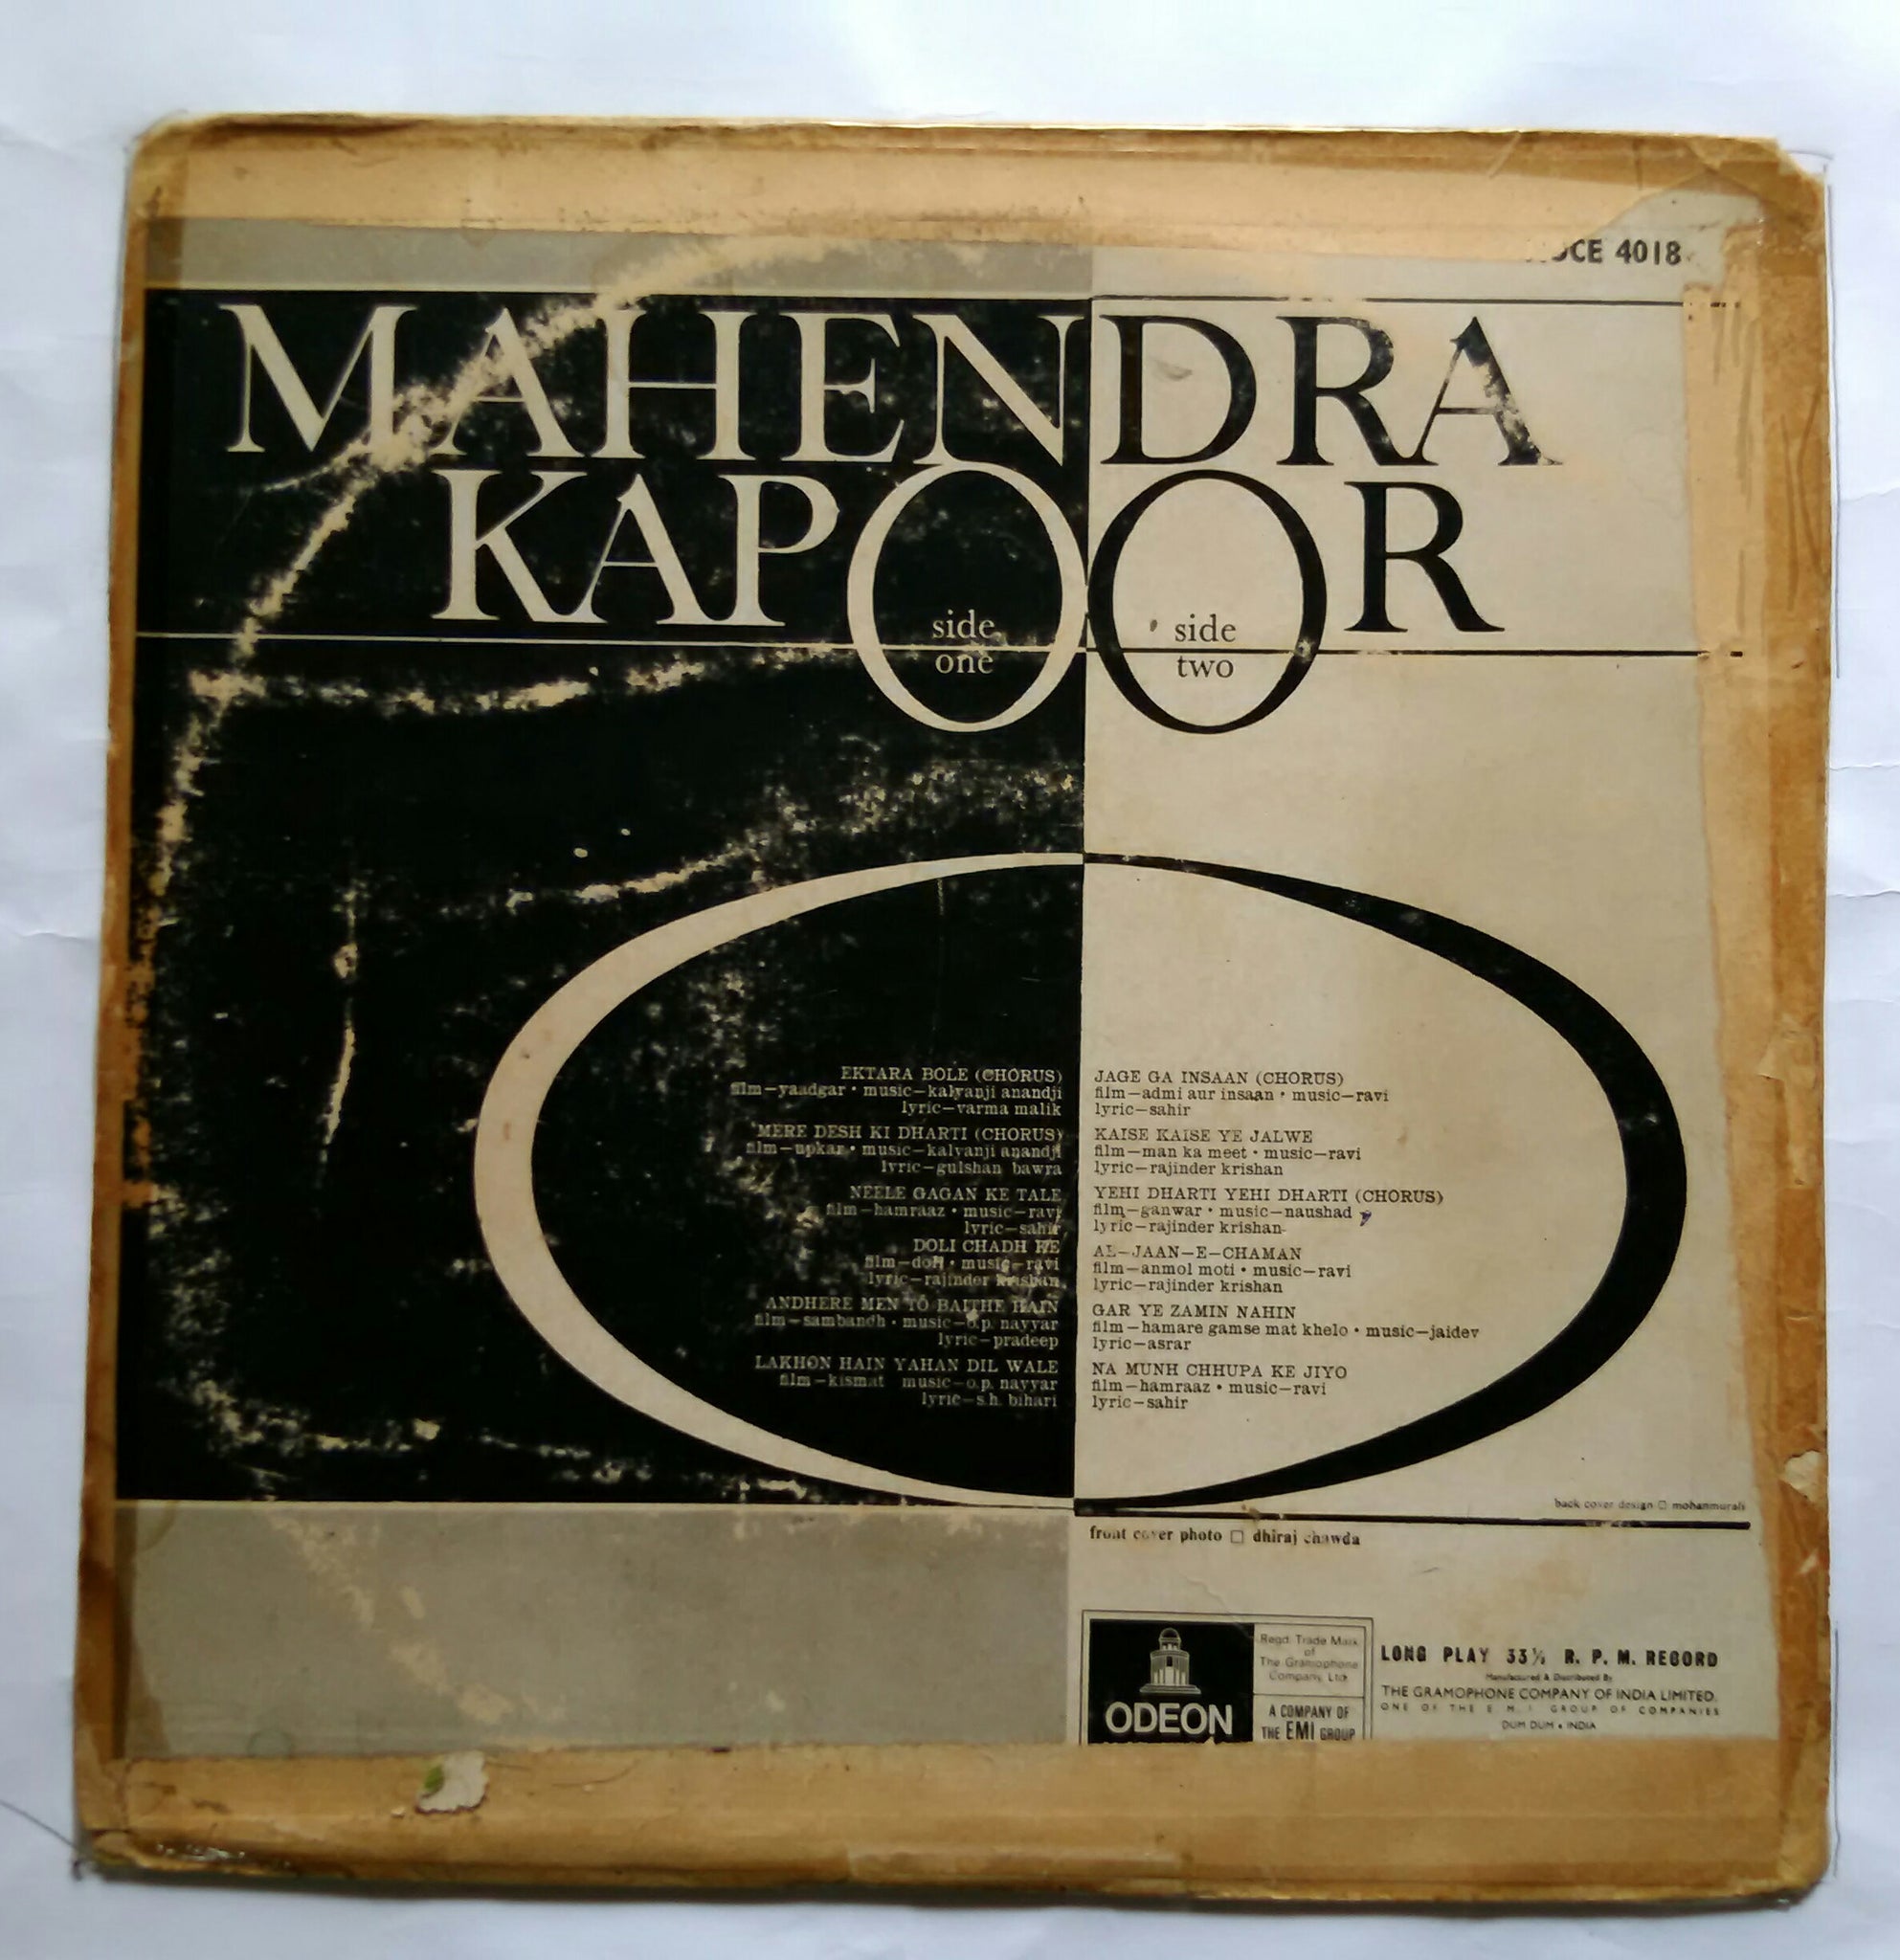 CE 4018
MAHENDRA
KAPOOR
side
one
side
two
EKTARA BOLE (CHORUS)
film—yaadgar • music—kalyanji anandji
lyric—varma malik
MERE DESH KI DHARTI (CHORUS)
film—upkar • music—kalyanji anandji
lyric—gulshan bawra
NEELE GAGAN KE TALE
film—hamraaz • music—ravi
lyric—sahir
DOLI CHADH KE
film—doli • music—ravi
lyric—rajinder krishan
ANDHERE MEN TO BAITHE HAIN
film—sambandh • music—o.p. nayyar
lyric—pradeep
LAKHON HAIN YAHAN DIL WALE
film—kismat music—o.p. nayyar
lyric—s.h. bihari
JAGE GA INSAAN (CHORUS)
film—admi aur insaan • music—ravi
lyric—sahir
KAISE KAISE YE JALWE
film—man ka meet • music—ravi
lyric—rajinder krishan
YEHI DHARTI YEHI DHARTI (CHORUS)
film—ganwar • music—naushad
lyric—rajinder krishan
AL—JAAN—E—CHAMAN
film—anmol moti • music—ravi
lyric—rajinder krishan
GAR YE ZAMIN NAHIN
film—hamare gamse mat khelo • music—jaidev
lyric—asrar
NA MUNH CHHUPA KE JIYO
film—hamraaz • music—ravi
lyric—sahir
back cover design □ mohanmurali
front cover photo □ dhiraj chawda
ODEON
Regd. Trade Mark
of
The Gramophone
Company Ltd.
A COMPANY OF
THE EMI GROUP
LONG PLAY 33⅓ R. P. M. RECORD
Manufactured & Distributed By
THE GRAMOPHONE COMPANY OF INDIA LIMITED.
ONE OF THE E.M.I. GROUP OF COMPANIES
DUM DUM • INDIA